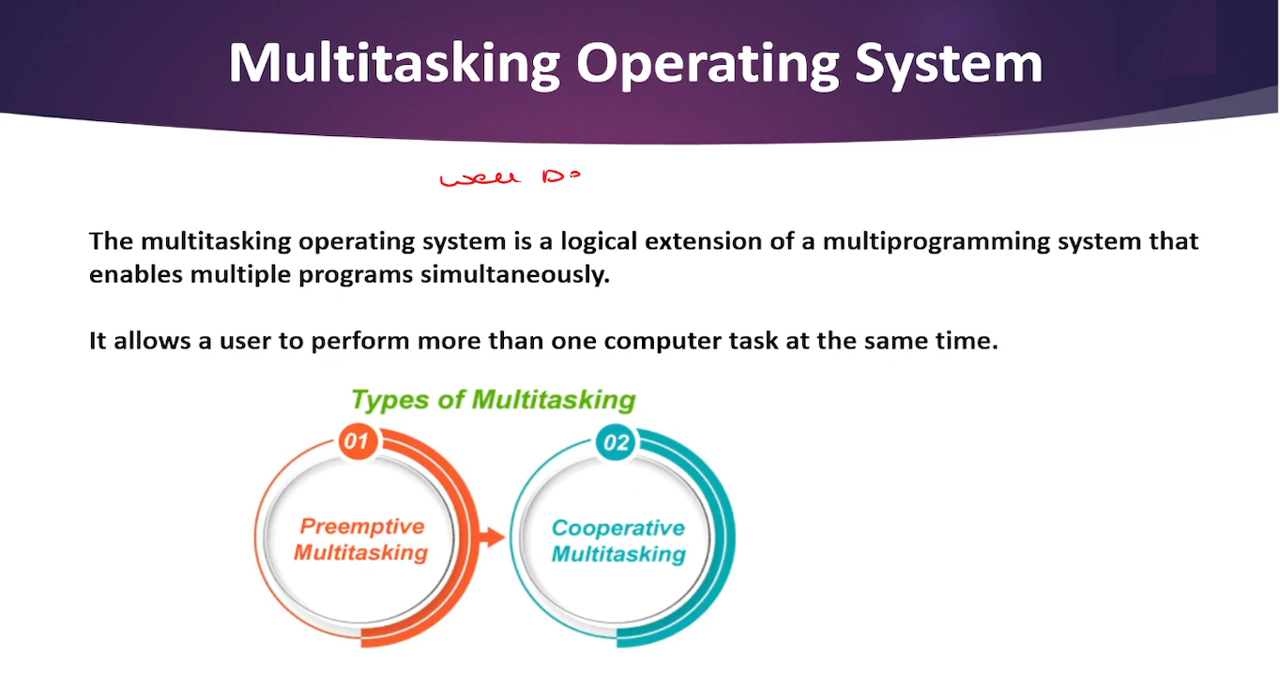 Multitasking Operating System
well
The multitasking operating system is a logical extension of a multiprogramming system that
enables multiple programs simultaneously.
It allows a user to perform more than one computer task at the same time.
Types of Multitasking
01
Preemptive
Multitasking
02
Cooperative
Multitasking